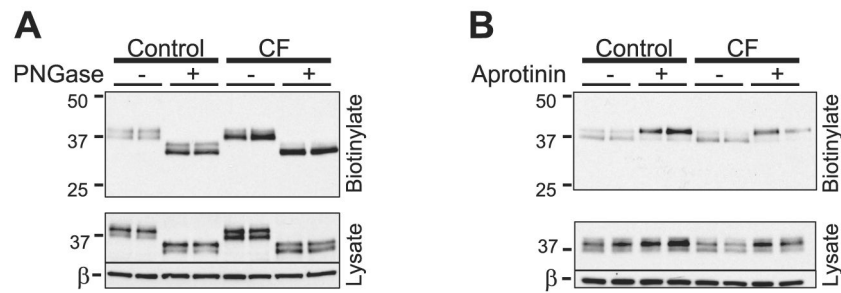 A
Control CF
PNGase - + - +
50
37
25
Biotinylate
37
Lysate
β
B
Control CF
Aprotinin - + - +
50
37
25
Biotinylate
37
Lysate
β